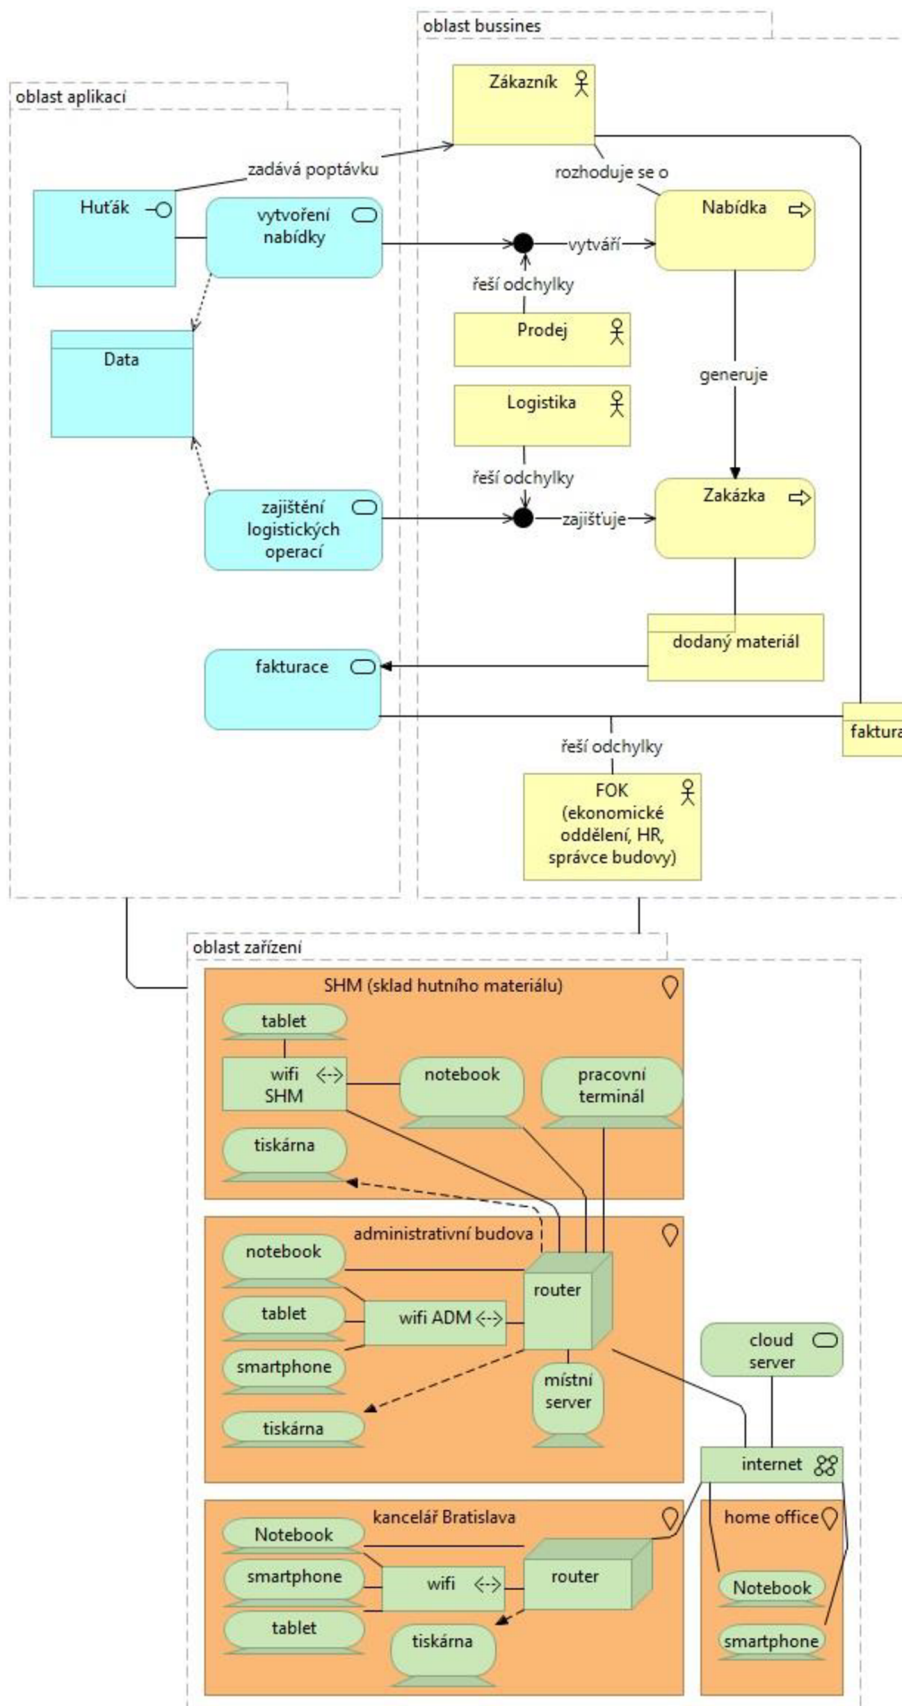 oblast bussines
Zákazník
oblast aplikací
zadává poptávku
rozhoduje se o
Huťák
vytvoření
nabídky
Nabídka
vytváří
řeší odchylky
Prodej
Data
generuje
Logistika
řeší odchylky
zajištění
logistických
operací
zajišťuje
Zakázka
dodaný materiál
fakturace
faktura
řeší odchylky
FOK
(ekonomické
oddělení, HR,
správce budovy)
oblast zařízení
SHM (sklad hutního materiálu)
tablet
wifi
SHM
notebook
pracovní
terminál
tiskárna
administrativní budova
notebook
router
tablet
wifi ADM
smartphone
místní
server
tiskárna
cloud
server
internet
kancelář Bratislava
home office
Notebook
smartphone
wifi
router
tablet
tiskárna
Notebook
smartphone